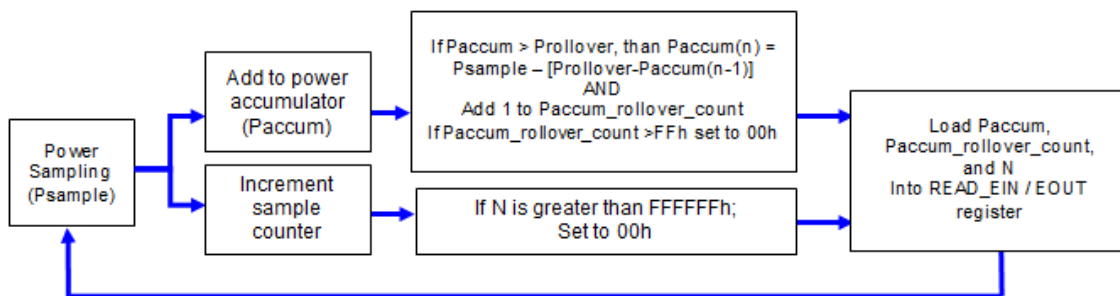 Power
Sampling
(Psample)
Add to power
accumulator
(Paccum)
If Paccum > Prollover, than Paccum(n) =
Psample – [Prollover-Paccum(n-1)]
AND
Add 1 to Paccum_rollover_count
If Paccum_rollover_count >FFh set to 00h
Increment
sample
counter
If N is greater than FFFFFFh;
Set to 00h
Load Paccum,
Paccum_rollover_count,
and N
Into READ_EIN / EOUT
register